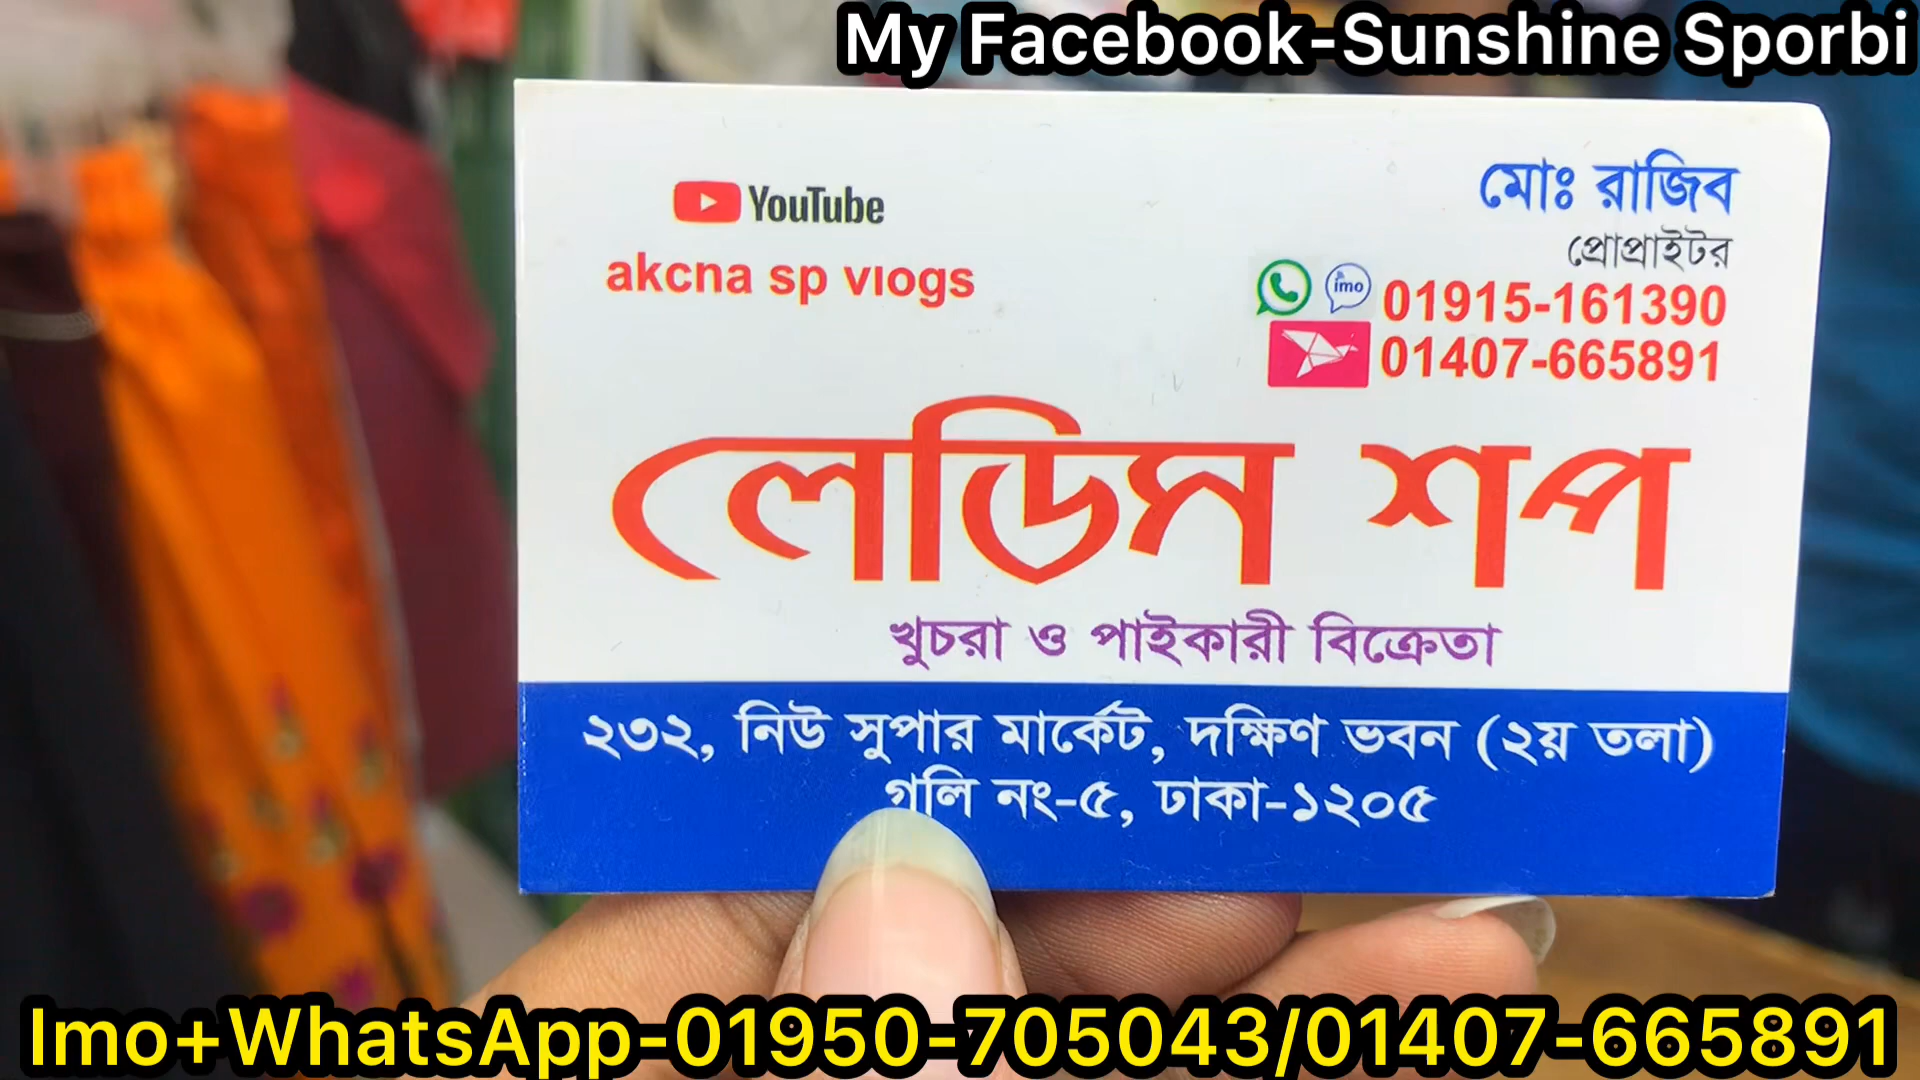 My Facebook-Sunshine Sporbi
YouTube
akcna sp vlogs
মোঃ রাজিব
প্রোপ্রাইটর
imo 01915-161390
01407-665891
লেডিস শপ
খুচরা ও পাইকারী বিক্রেতা
২৩২, নিউ সুপার মার্কেট, দক্ষিণ ভবন (২য় তলা)
গলি নং-৫, ঢাকা-১২০৫
Imo+WhatsApp-01950-705043/01407-665891